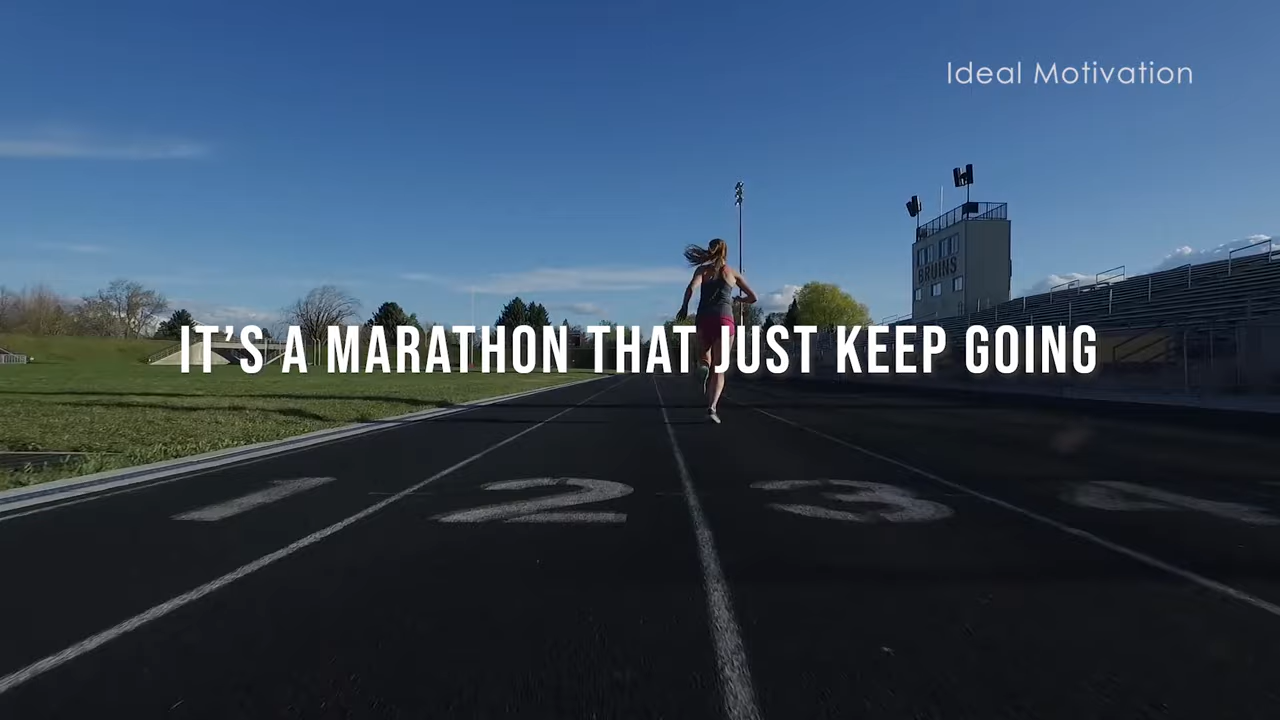 Ideal Motivation
BRUINS
IT’S A MARATHON THAT JUST KEEP GOING
1 2 3